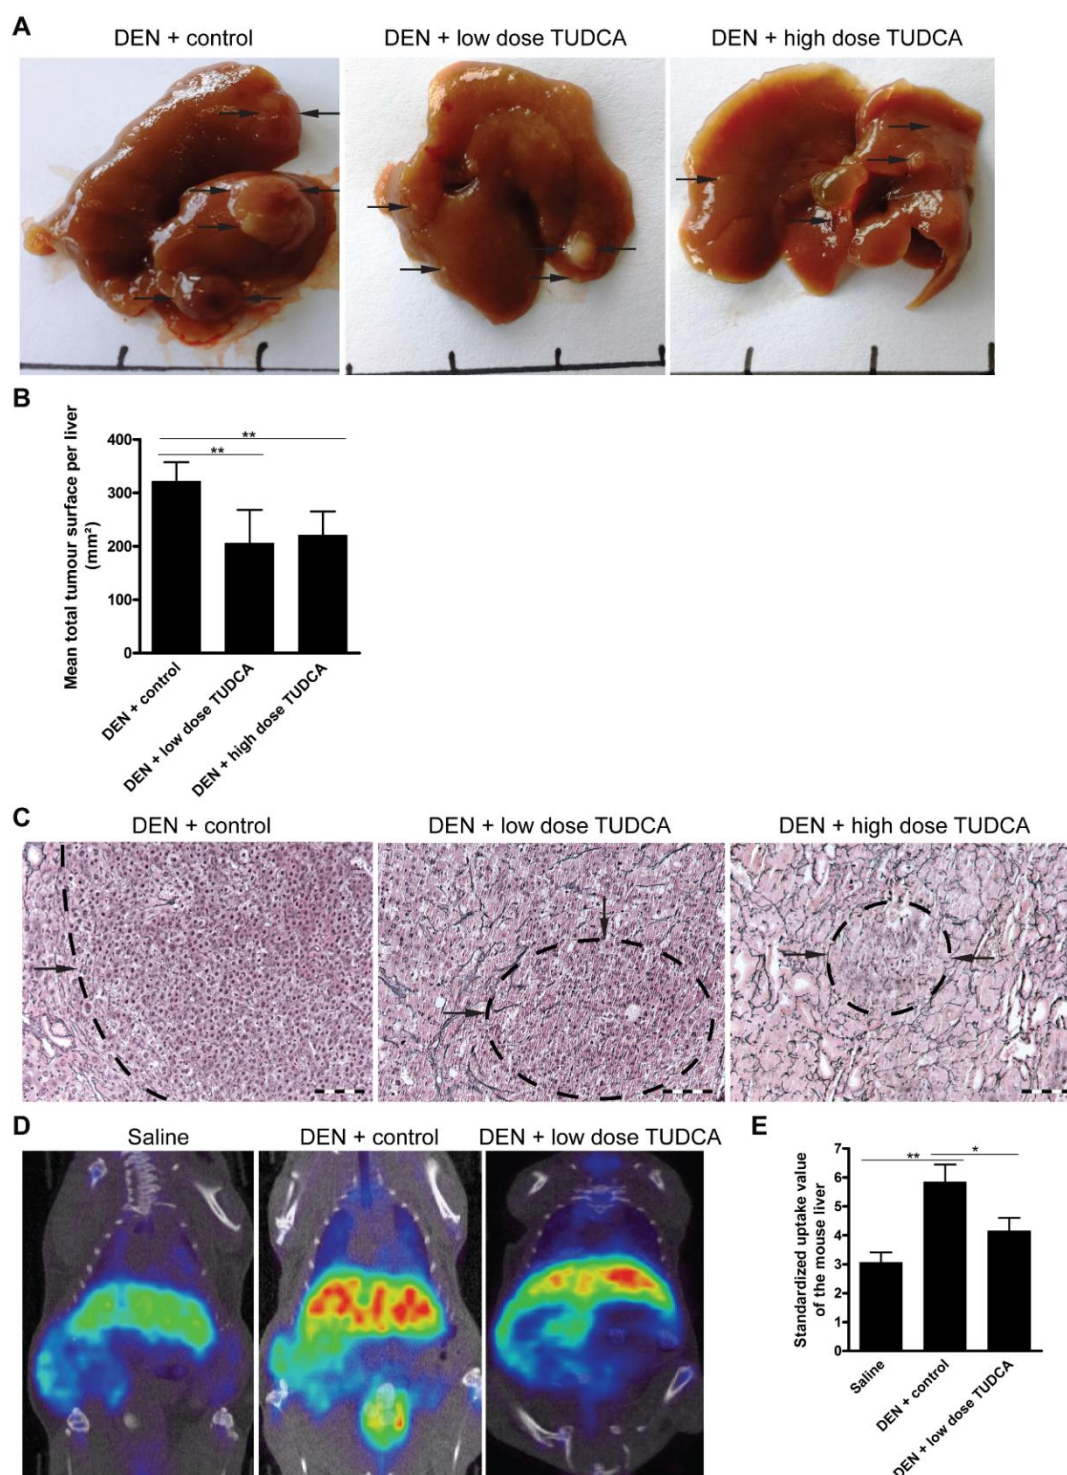 A
DEN + control
DEN + low dose TUDCA
DEN + high dose TUDCA
B
Mean total tumour surface per liver
(mm²)
400
300
200
100
0
**
**
DEN + control
DEN + low dose TUDCA
DEN + high dose TUDCA
C
DEN + control
DEN + low dose TUDCA
DEN + high dose TUDCA
D
Saline
DEN + control
DEN + low dose TUDCA
E
Standardized uptake value
of the mouse liver
7
6
5
4
3
2
1
0
**
*
Saline
DEN + control
DEN + low dose TUDCA